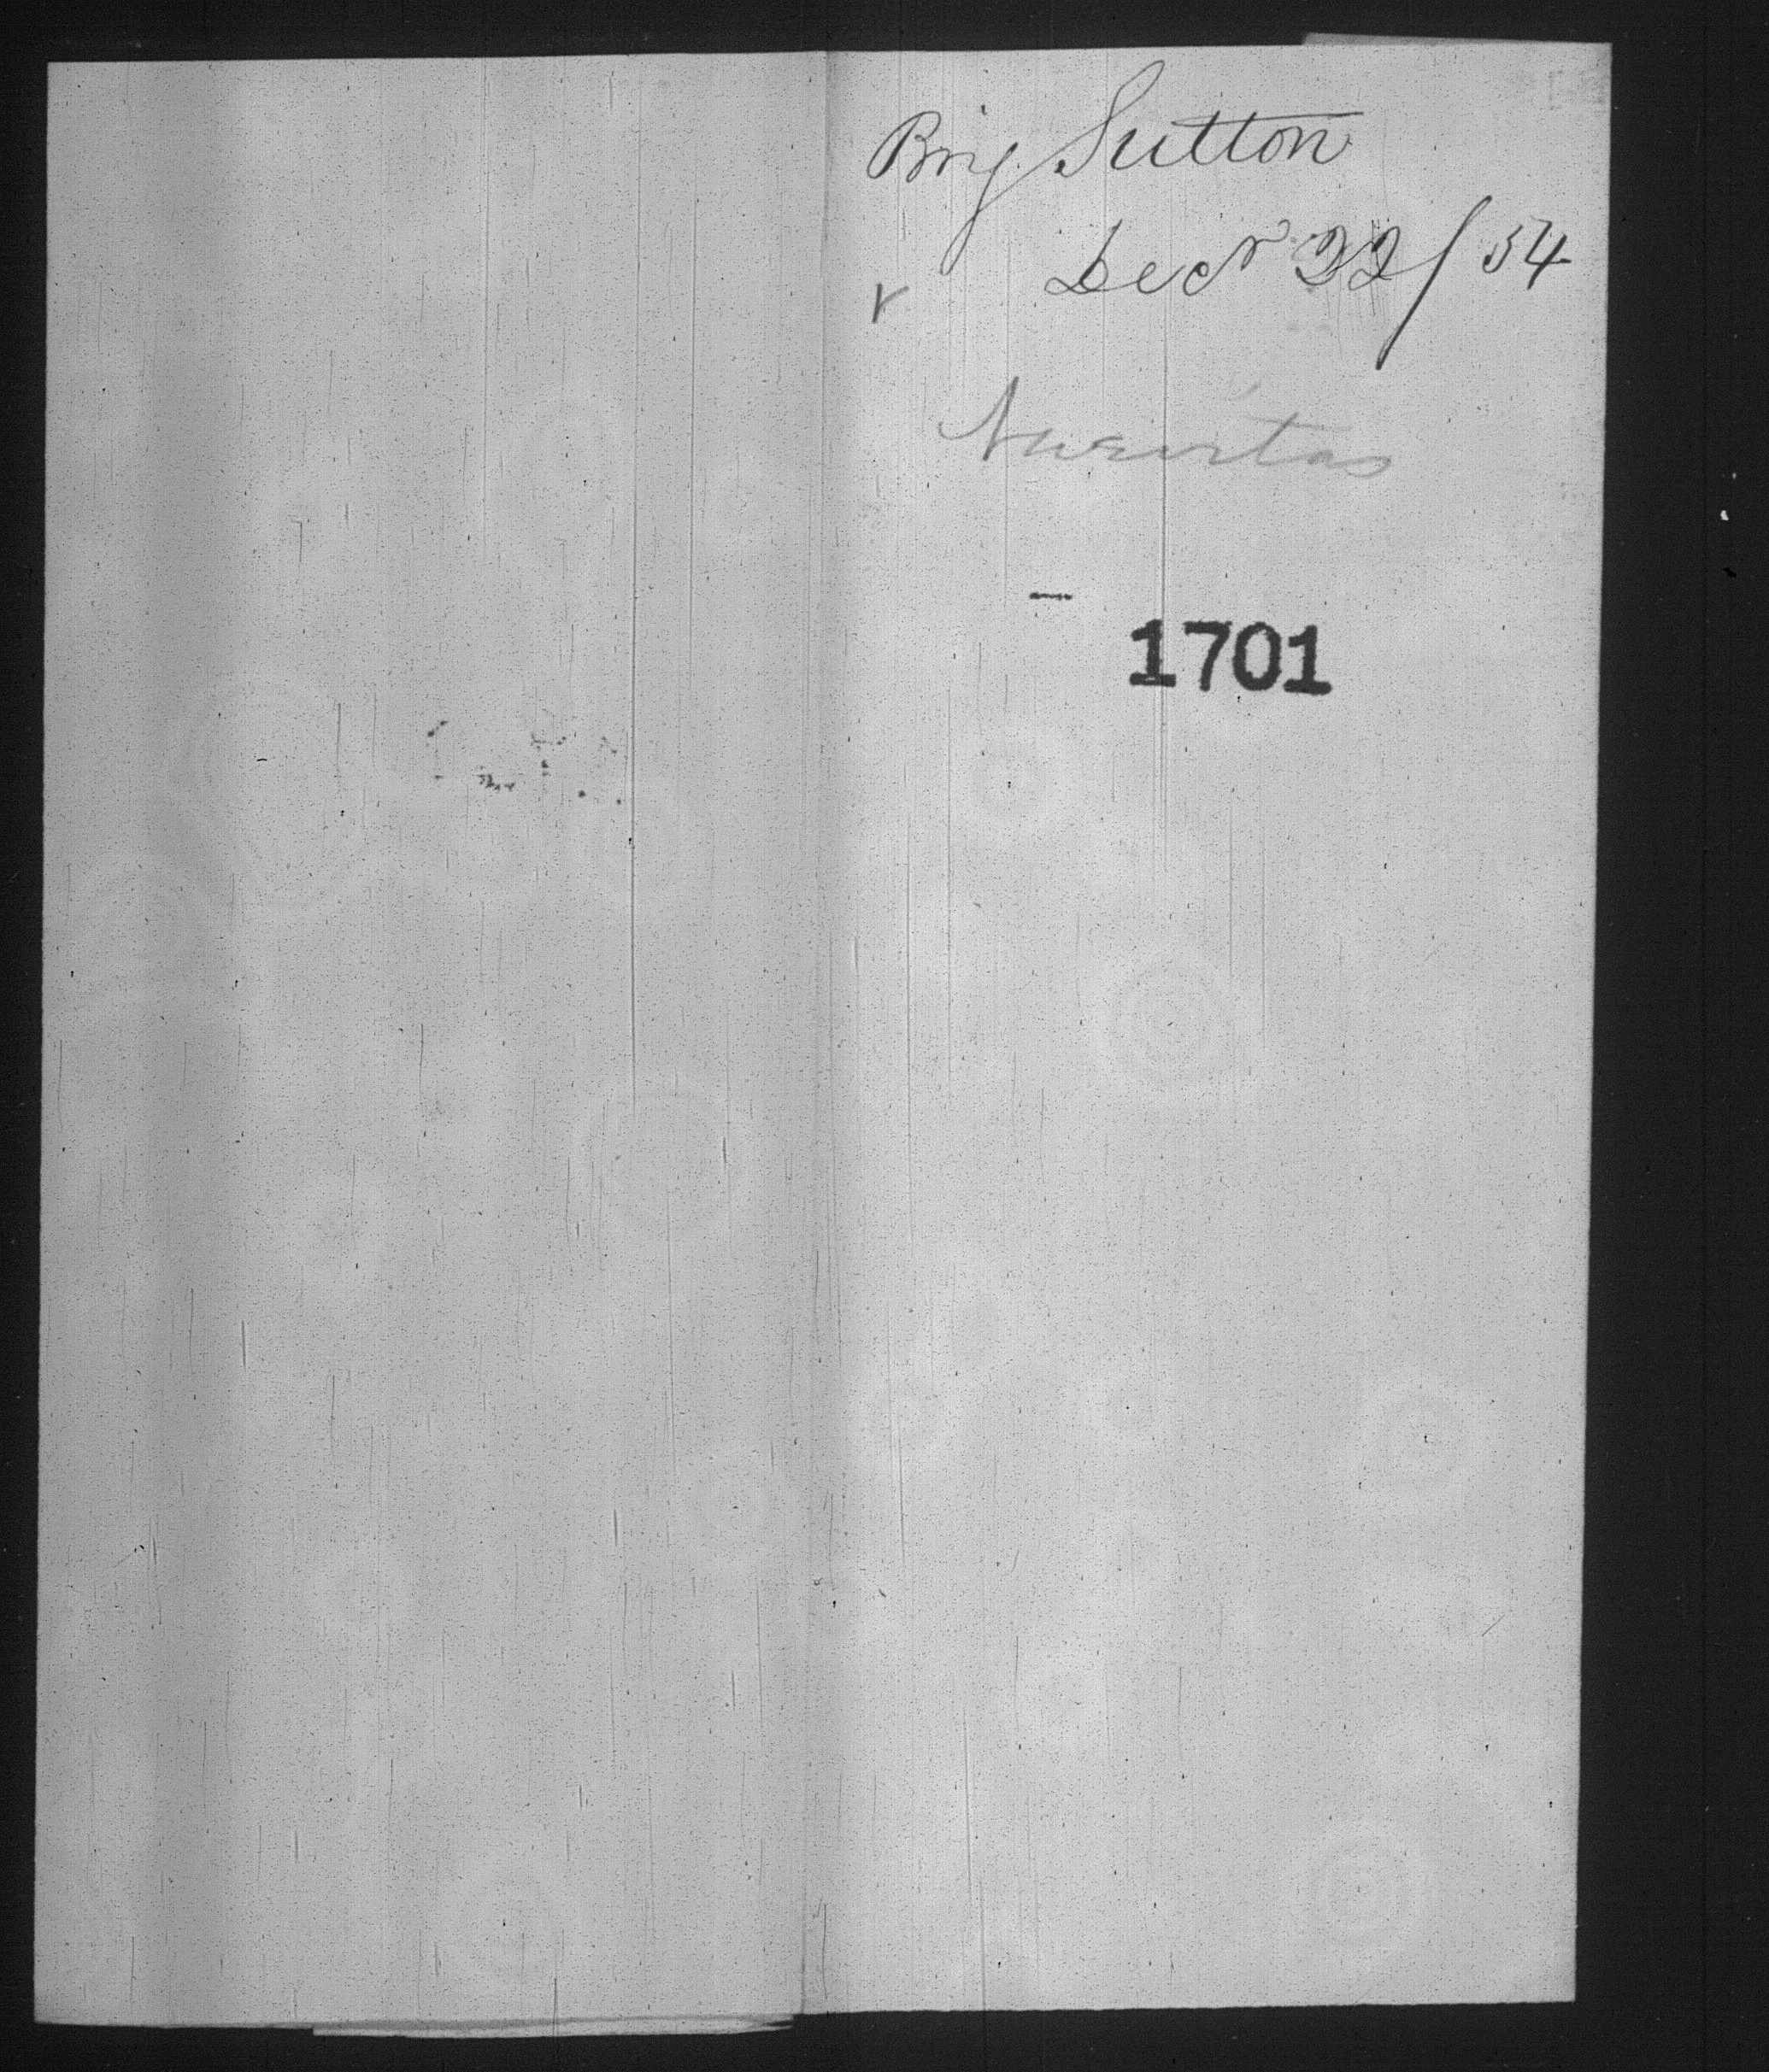 Brig Sutton
Decr 22/54
Nuevitas
1701